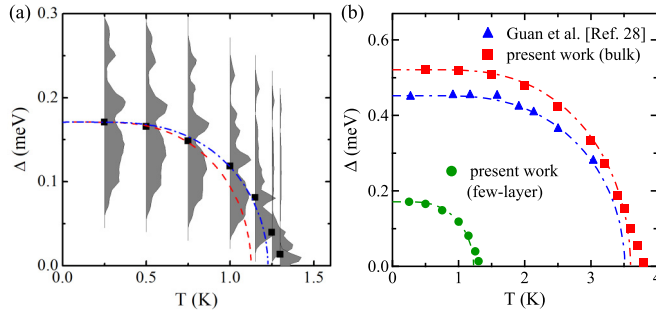 (a)
0.3
0.2
0.1
0.0
Δ (meV)
0.0 0.5 1.0 1.5
T (K)
(b)
0.6
0.4
0.2
0.0
Δ (meV)
Guan et al. [Ref. 28]
present work (bulk)
present work
(few-layer)
0 1 2 3 4
T (K)